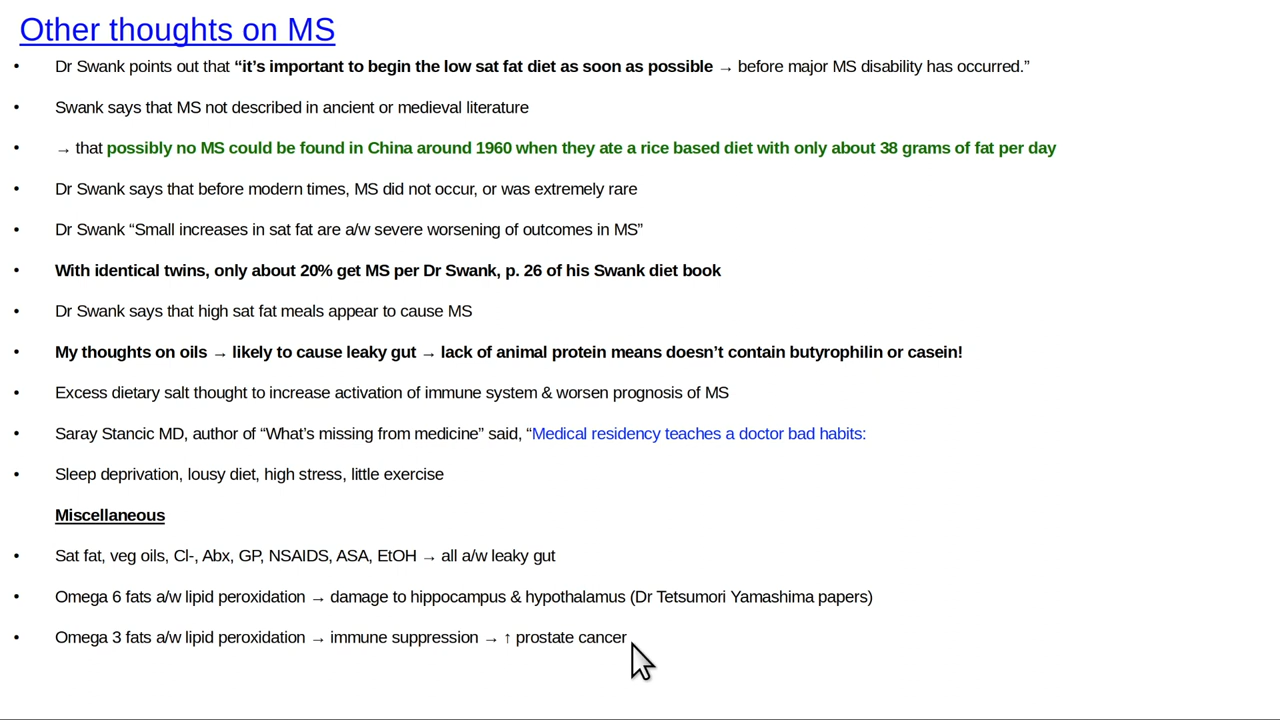 Other thoughts on MS
• Dr Swank points out that “it’s important to begin the low sat fat diet as soon as possible → before major MS disability has occurred.”
• Swank says that MS not described in ancient or medieval literature
• → that possibly no MS could be found in China around 1960 when they ate a rice based diet with only about 38 grams of fat per day
• Dr Swank says that before modern times, MS did not occur, or was extremely rare
• Dr Swank “Small increases in sat fat are a/w severe worsening of outcomes in MS”
• With identical twins, only about 20% get MS per Dr Swank, p. 26 of his Swank diet book
• Dr Swank says that high sat fat meals appear to cause MS
• My thoughts on oils → likely to cause leaky gut → lack of animal protein means doesn’t contain butyrophilin or casein!
• Excess dietary salt thought to increase activation of immune system & worsen prognosis of MS
• Saray Stancic MD, author of “What’s missing from medicine” said, “Medical residency teaches a doctor bad habits:
• Sleep deprivation, lousy diet, high stress, little exercise
Miscellaneous
• Sat fat, veg oils, Cl-, Abx, GP, NSAIDS, ASA, EtOH → all a/w leaky gut
• Omega 6 fats a/w lipid peroxidation → damage to hippocampus & hypothalamus (Dr Tetsumori Yamashima papers)
• Omega 3 fats a/w lipid peroxidation → immune suppression → ↑ prostate cancer